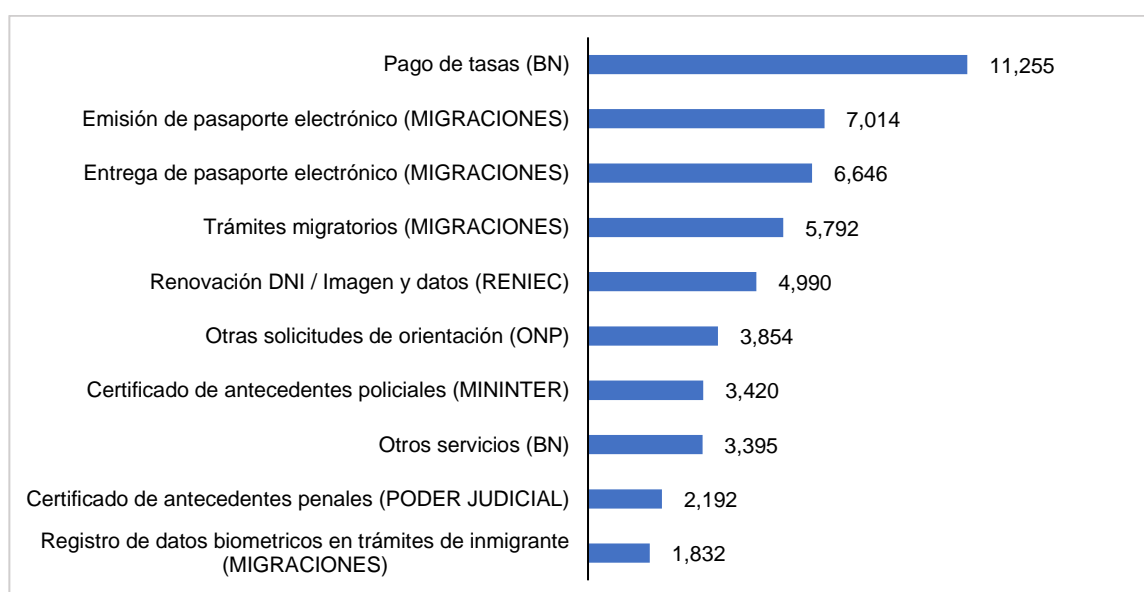 Pago de tasas (BN) 11,255
Emisión de pasaporte electrónico (MIGRACIONES) 7,014
Entrega de pasaporte electrónico (MIGRACIONES) 6,646
Trámites migratorios (MIGRACIONES) 5,792
Renovación DNI / Imagen y datos (RENIEC) 4,990
Otras solicitudes de orientación (ONP) 3,854
Certificado de antecedentes policiales (MININTER) 3,420
Otros servicios (BN) 3,395
Certificado de antecedentes penales (PODER JUDICIAL) 2,192
Registro de datos biometricos en trámites de inmigrante
(MIGRACIONES) 1,832